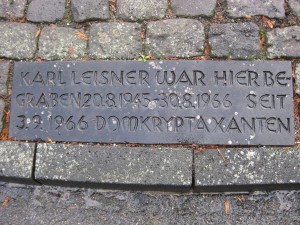 KARL LEISNER WAR HIER BE-
GRABEN 20.8.1945-30.8.1966 SEIT
3.9.1966 DOMKRYPTA XANTEN